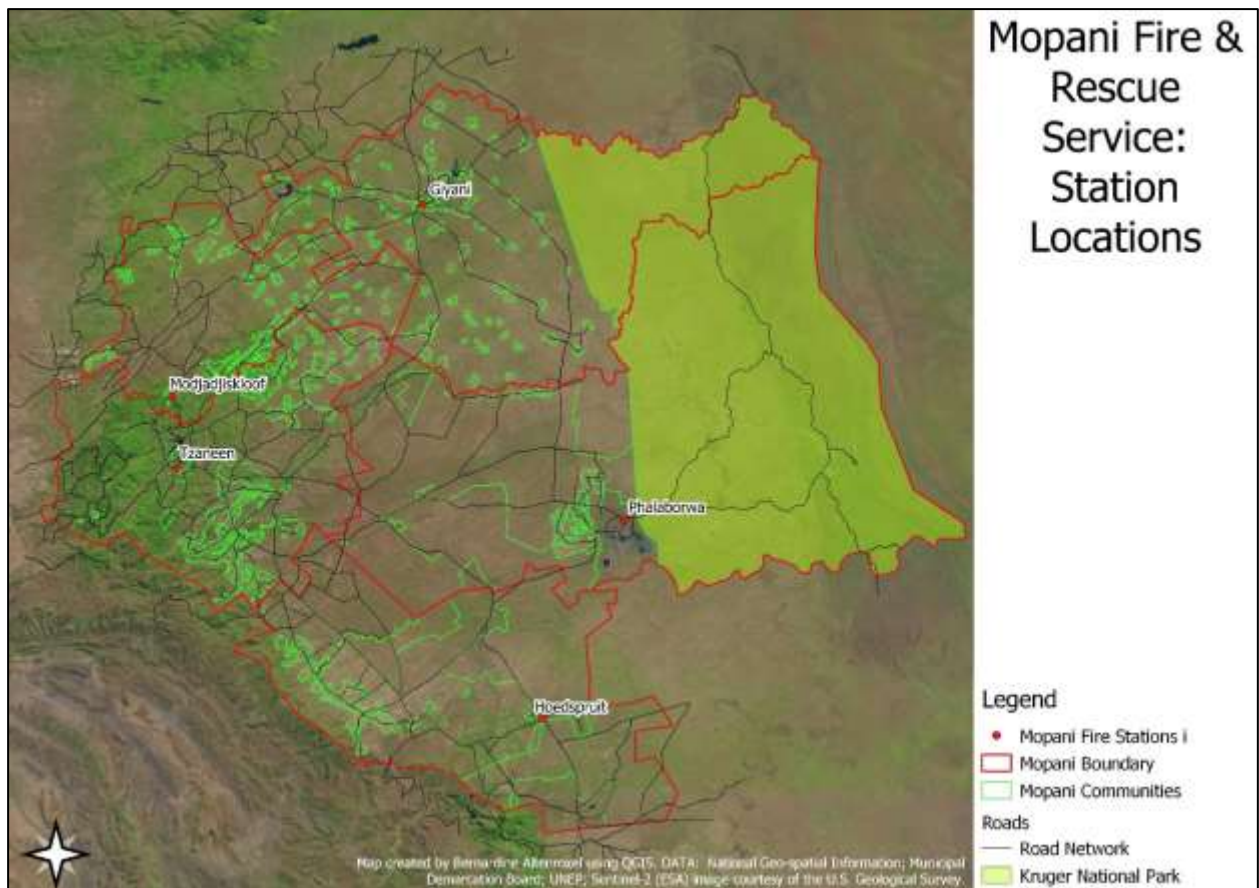 Mopani Fire &
Rescue
Service:
Station
Locations
Giyani
Modjadjiskloof
Tzaneen
Phalaborwa
Hoedspruit
Legend
Mopani Fire Stations i
Mopani Boundary
Mopani Communities
Roads
Road Network
Kruger National Park
Map created by Bernardine Altenroxel using QGIS. DATA: National Geo-spatial Information; Municipal
Demarcation Board; UNEP; Sentinel-2 (ESA) image courtesy of the U.S. Geological Survey.